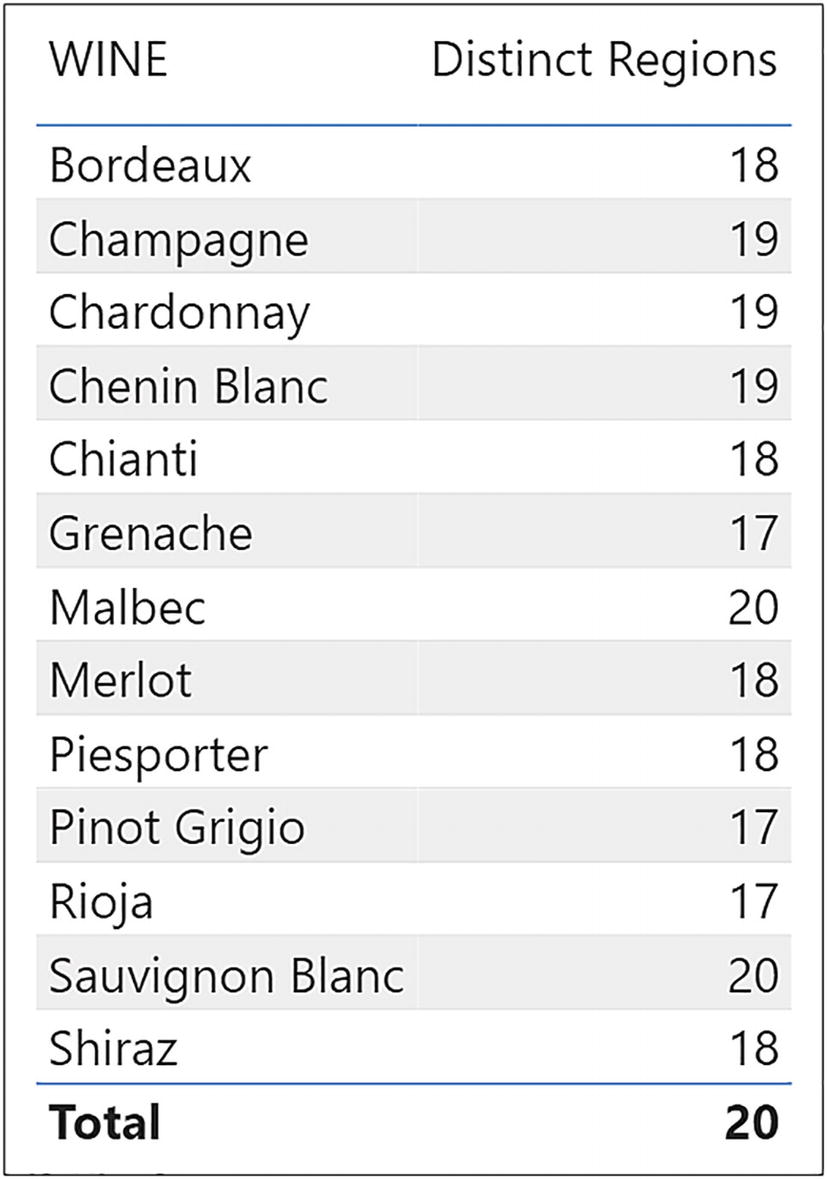 WINE Distinct Regions
Bordeaux 18
Champagne 19
Chardonnay 19
Chenin Blanc 19
Chianti 18
Grenache 17
Malbec 20
Merlot 18
Piesporter 18
Pinot Grigio 17
Rioja 17
Sauvignon Blanc 20
Shiraz 18
Total 20